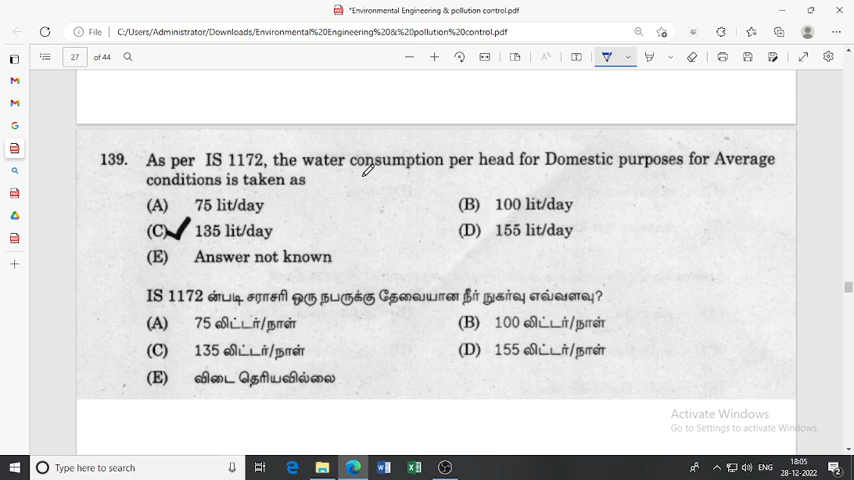 *Environmental Engineering & pollution control.pdf
File C:/Users/Administrator/Downloads/Environmental%20Engineering%20&%20pollution%20control.pdf
27 of 44
139. As per IS 1172, the water consumption per head for Domestic purposes for Average
conditions is taken as
(A) 75 lit/day (B) 100 lit/day
(C) 135 lit/day (D) 155 lit/day
(E) Answer not known
IS 1172 ன்படி சராசரி ஒரு நபருக்கு தேவையான நீர் நுகர்வு எவ்வளவு?
(A) 75 லிட்டர்/நாள் (B) 100 லிட்டர்/நாள்
(C) 135 லிட்டர்/நாள் (D) 155 லிட்டர்/நாள்
(E) விடை தெரியவில்லை
Activate Windows
Go to Settings to activate Windows.
Type here to search
ENG
18:05
28-12-2022
2